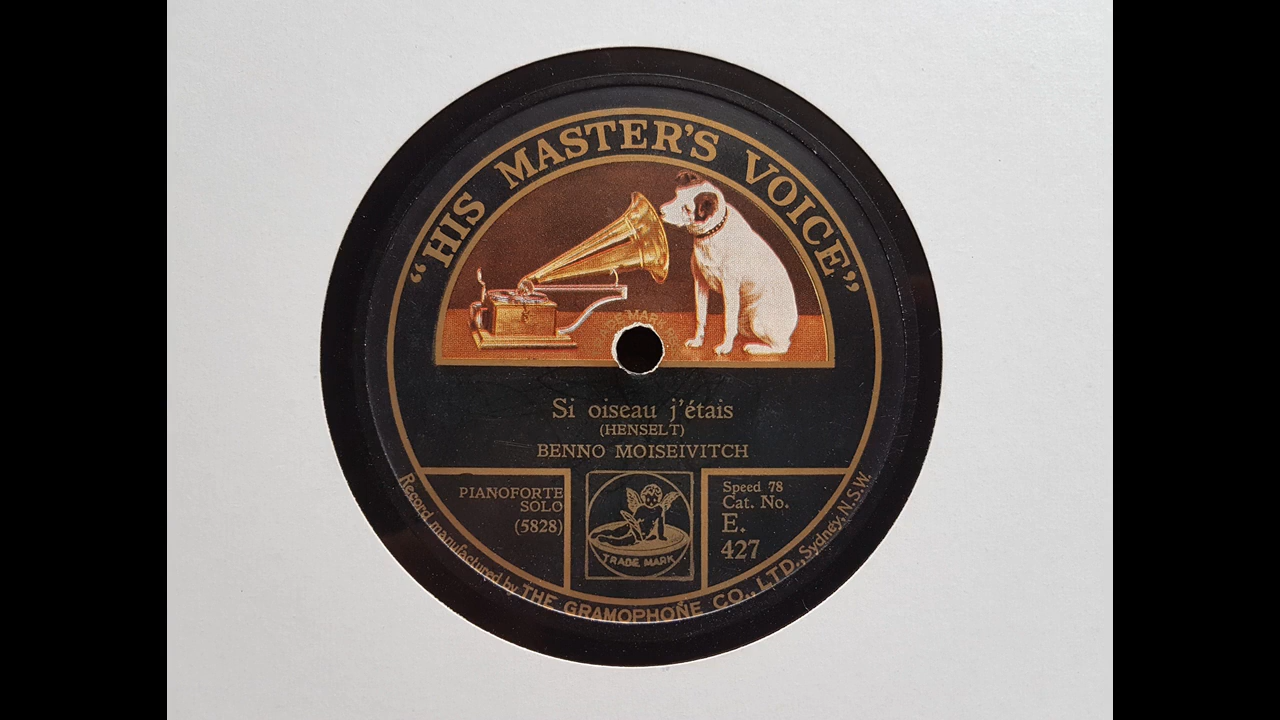 “HIS MASTER'S VOICE”
E MARK
Si oiseau j'étais
(HENSELT)
BENNO MOISEIVITCH
PIANOFORTE
SOLO
(5828)
TRADE MARK
Speed 78
Cat. No.
E.
427
Record manufactured by THE GRAMOPHONE CO., LTD., Sydney, N.S.W.